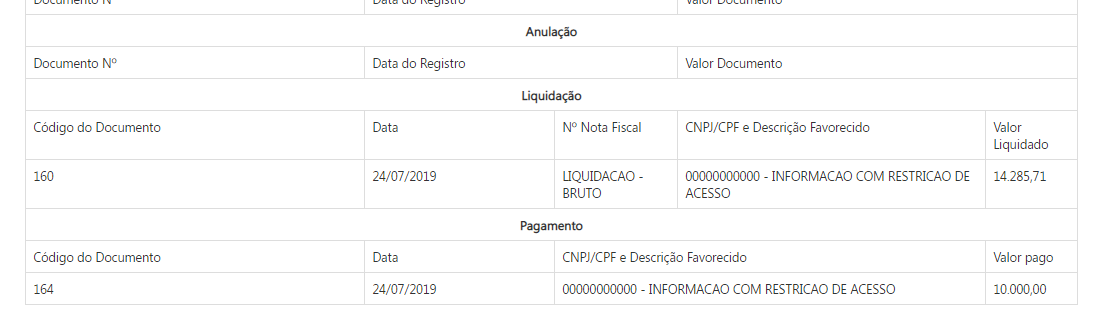 Documento Nº Data do Registro Valor Documento
Anulação
Documento Nº Data do Registro Valor Documento
Liquidação
Código do Documento Data Nº Nota Fiscal CNPJ/CPF e Descrição Favorecido Valor
Liquidado
160 24/07/2019 LIQUIDACAO - 00000000000 - INFORMACAO COM RESTRICAO DE 14.285,71
BRUTO ACESSO
Pagamento
Código do Documento Data CNPJ/CPF e Descrição Favorecido Valor pago
164 24/07/2019 00000000000 - INFORMACAO COM RESTRICAO DE ACESSO 10.000,00